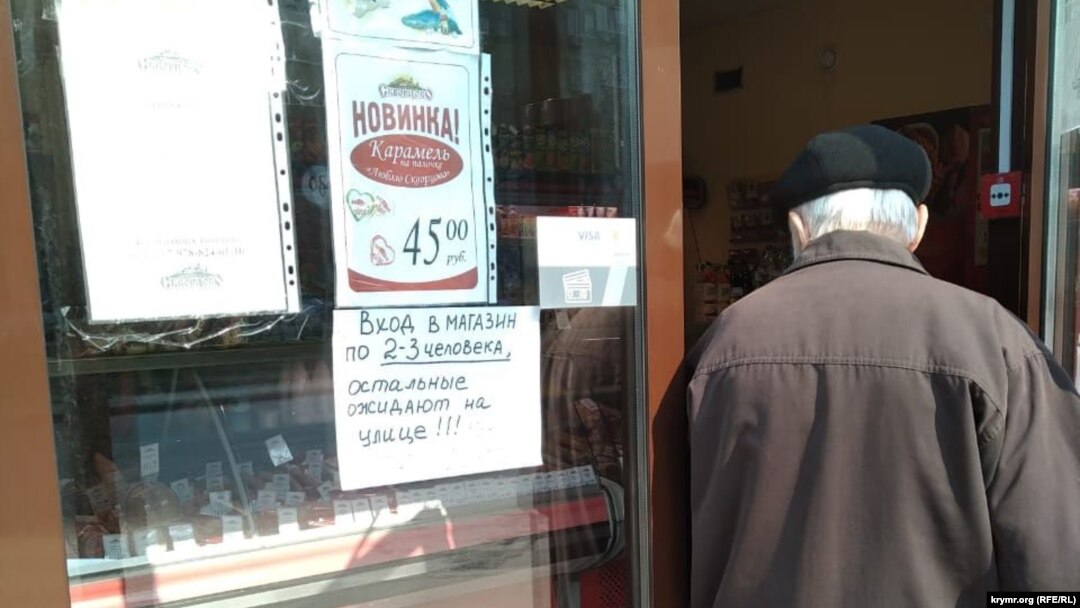 НОВИНКА!
Карамель
на палочке
"Люблю Скворцово"
45 00
руб.
VISA
Вход в магазин
по 2-3 человека,
остальные
ожидают на
улице!!!
krymr.org (RFE/RL)